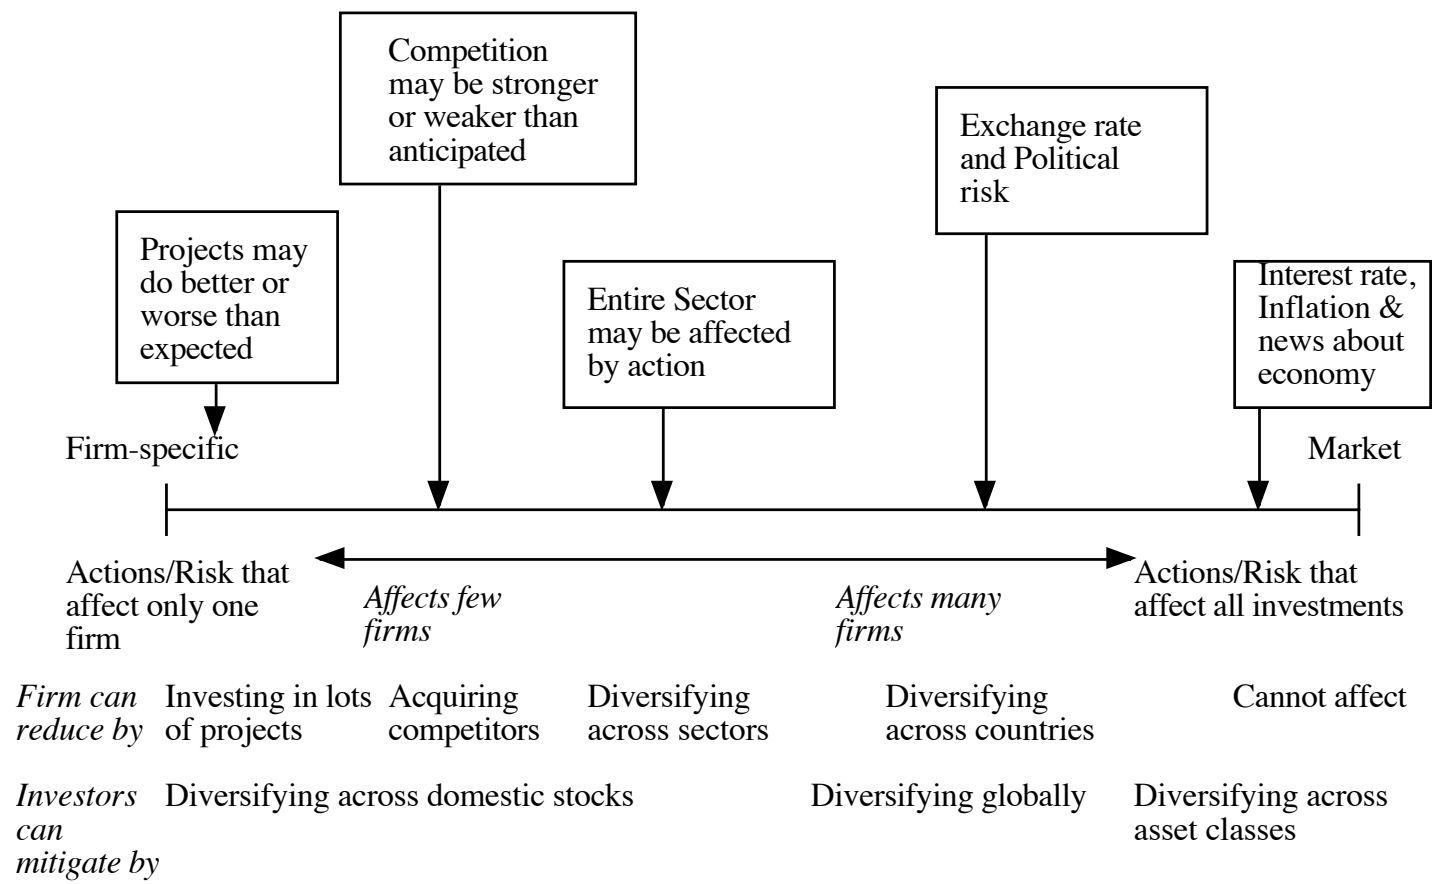 Competition
may be stronger
or weaker than
anticipated
Exchange rate
and Political
risk
Projects may
do better or
worse than
expected
Entire Sector
may be affected
by action
Interest rate,
Inflation &
news about
economy
Firm-specific
Market
Actions/Risk that
affect only one
firm
Affects few
firms
Affects many
firms
Actions/Risk that
affect all investments
Firm can
reduce by
Investing in lots
of projects
Acquiring
competitors
Diversifying
across sectors
Diversifying
across countries
Cannot affect
Investors
can
mitigate by
Diversifying across domestic stocks
Diversifying globally
Diversifying across
asset classes